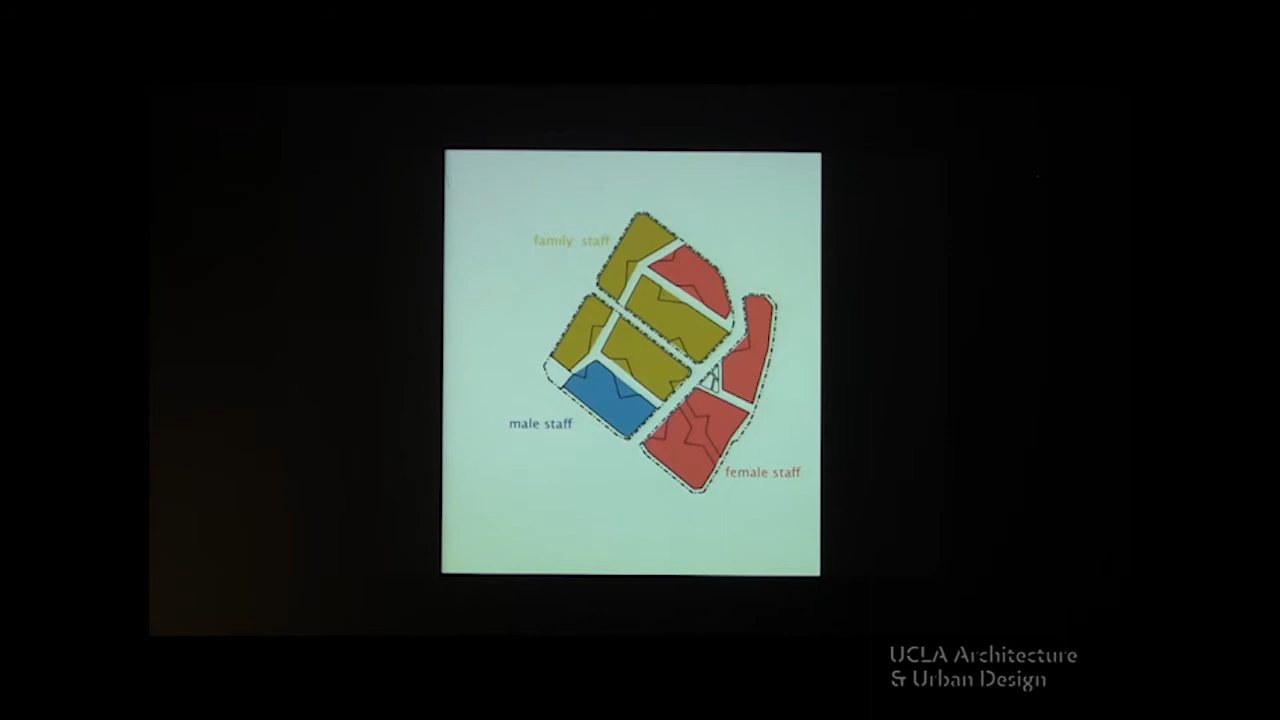 family staff
male staff
female staff
UCLA Architecture
& Urban Design